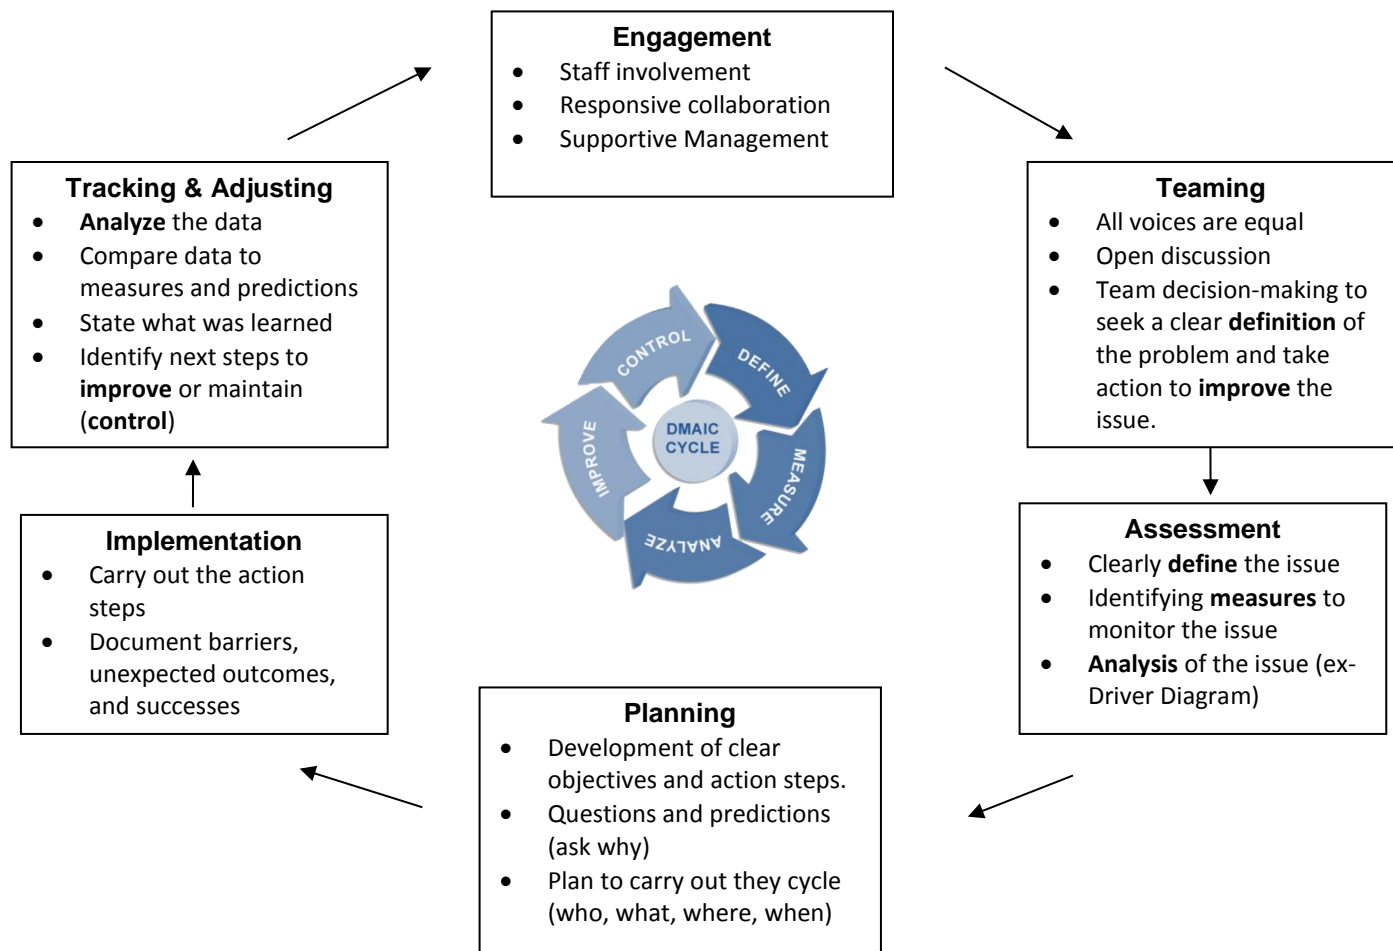 Engagement
• Staff involvement
• Responsive collaboration
• Supportive Management
Teaming
• All voices are equal
• Open discussion
• Team decision-making to
seek a clear definition of
the problem and take
action to improve the
issue.
Assessment
• Clearly define the issue
• Identifying measures to
monitor the issue
• Analysis of the issue (ex-
Driver Diagram)
Planning
• Development of clear
objectives and action steps.
• Questions and predictions
(ask why)
• Plan to carry out they cycle
(who, what, where, when)
Implementation
• Carry out the action
steps
• Document barriers,
unexpected outcomes,
and successes
Tracking & Adjusting
• Analyze the data
• Compare data to
measures and predictions
• State what was learned
• Identify next steps to
improve or maintain
(control)
DMAIC
CYCLE
DEFINE
MEASURE
ANALYZE
IMPROVE
CONTROL